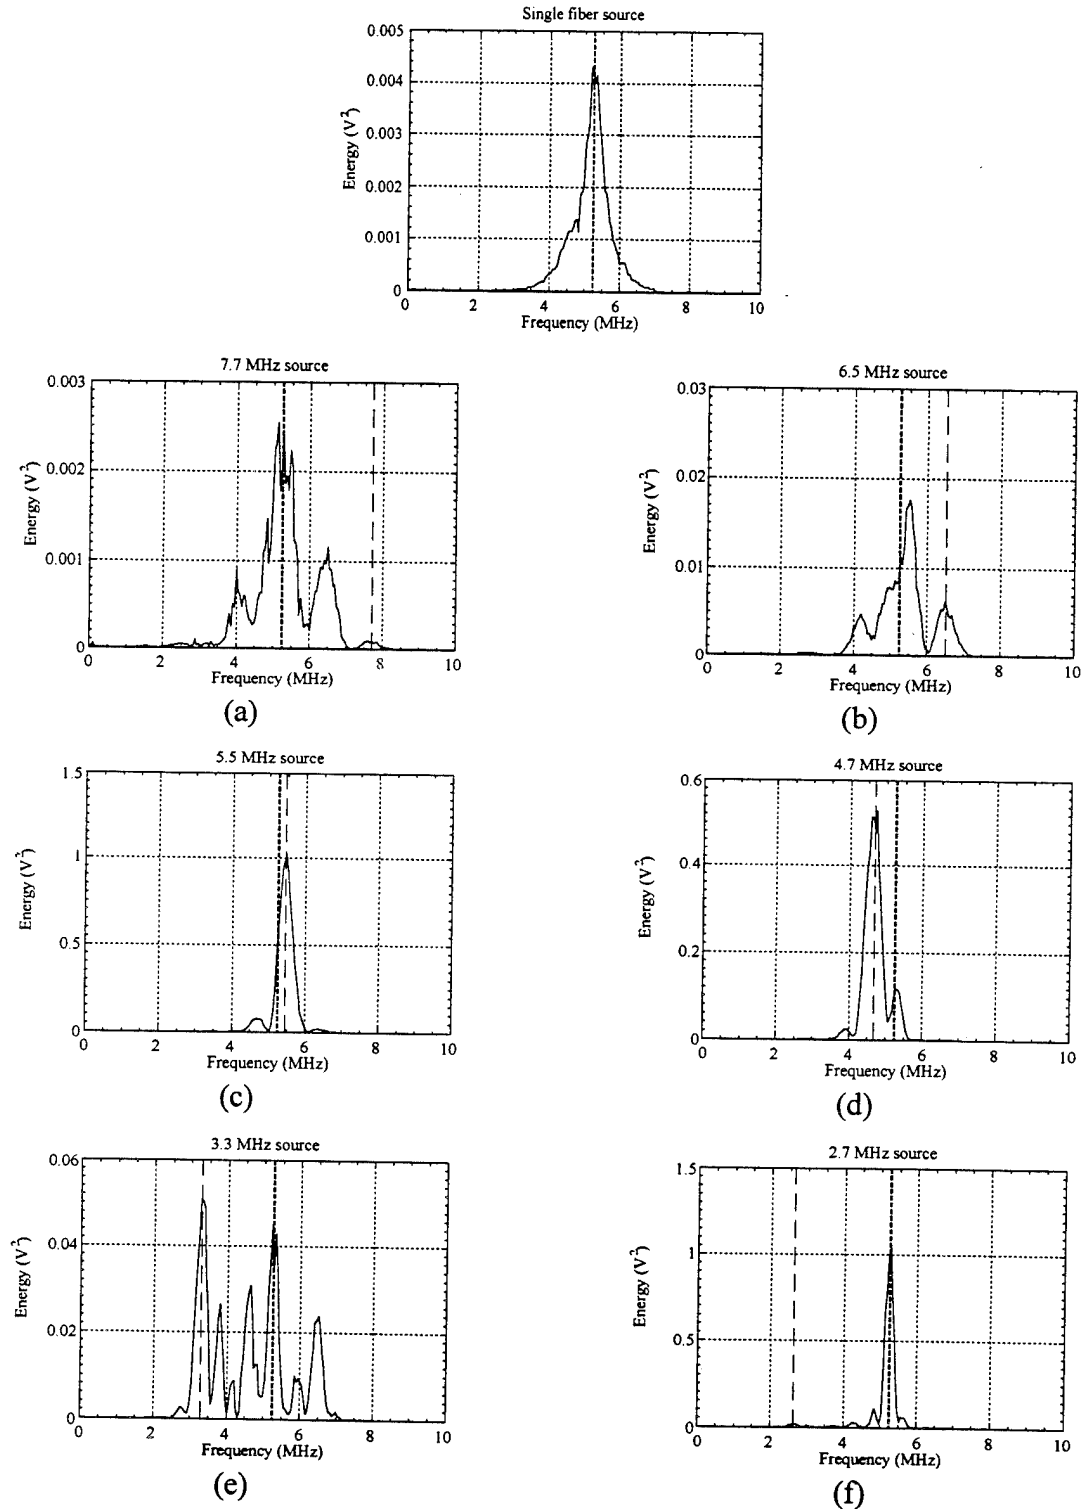 Single fiber source
0.005
0.004
0.003
0.002
0.001
0
Energy (V²)
0 2 4 6 8 10
Frequency (MHz)
7.7 MHz source
0.003
0.002
0.001
0
Energy (V²)
0 2 4 6 8 10
Frequency (MHz)
(a)
6.5 MHz source
0.03
0.02
0.01
0
Energy (V²)
0 2 4 6 8 10
Frequency (MHz)
(b)
5.5 MHz source
1.5
1
0.5
0
Energy (V²)
0 2 4 6 8 10
Frequency (MHz)
(c)
4.7 MHz source
0.6
0.4
0.2
0
Energy (V²)
0 2 4 6 8 10
Frequency (MHz)
(d)
3.3 MHz source
0.06
0.04
0.02
0
Energy (V²)
0 2 4 6 8 10
Frequency (MHz)
(e)
2.7 MHz source
1.5
1
0.5
0
Energy (V²)
0 2 4 6 8 10
Frequency (MHz)
(f)